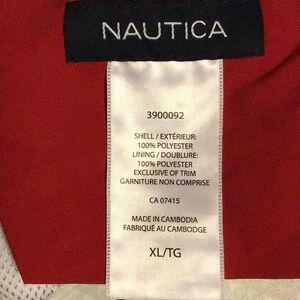 NAUTICA
3900092
SHELL / EXTÉRIEUR:
100% POLYESTER
LINING / DOUBLURE:
100% POLYESTER
EXCLUSIVE OF TRIM
GARNITURE NON COMPRISE
CA 07415
MADE IN CAMBODIA
FABRIQUÉ AU CAMBODGE
XL/TG